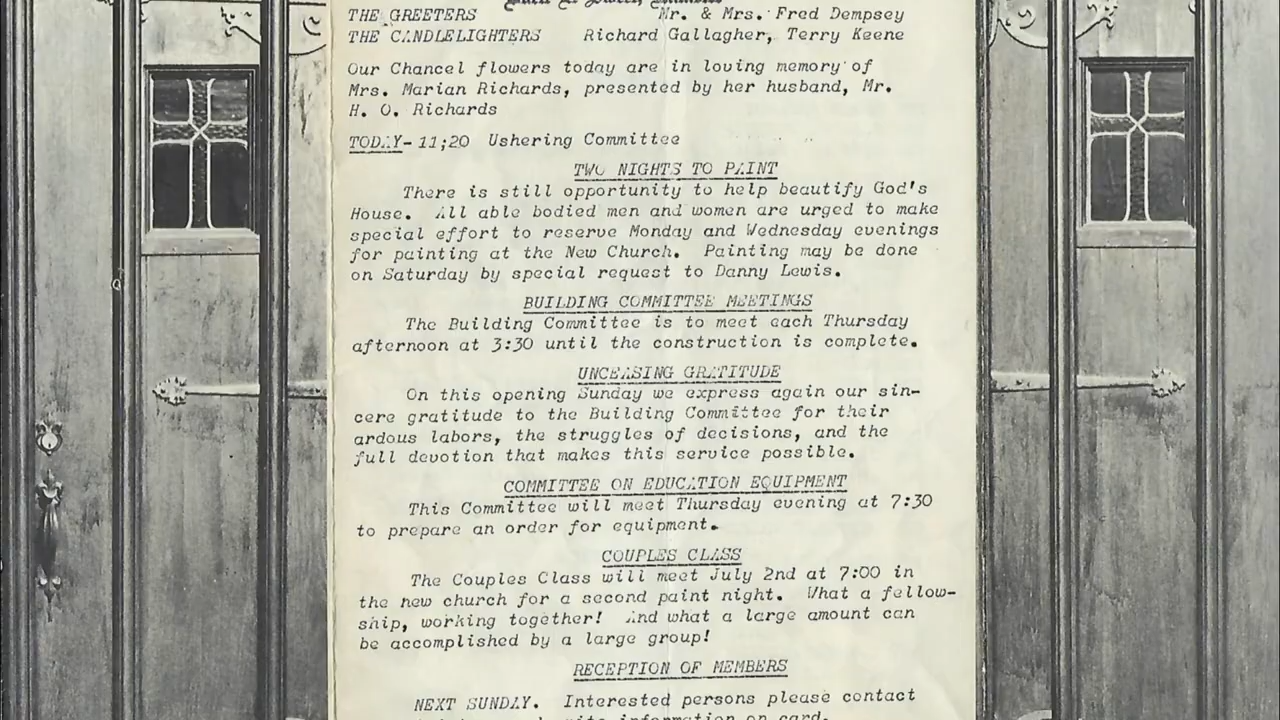 THE GREETERS Mr. & Mrs. Fred Dempsey
THE CANDLELIGHTERS Richard Gallagher, Terry Keene
Our Chancel flowers today are in loving memory of
Mrs. Marian Richards, presented by her husband, Mr.
H. O. Richards
TODAY- 11;20 Ushering Committee
TWO NIGHTS TO PAINT
There is still opportunity to help beautify God's
House. All able bodied men and women are urged to make
special effort to reserve Monday and Wednesday evenings
for painting at the New Church. Painting may be done
on Saturday by special request to Danny Lewis.
BUILDING COMMITTEE MEETINGS
The Building Committee is to meet each Thursday
afternoon at 3:30 until the construction is complete.
UNCEASING GRATITUDE
On this opening Sunday we express again our sin-
cere gratitude to the Building Committee for their
ardous labors, the struggles of decisions, and the
full devotion that makes this service possible.
COMMITTEE ON EDUCATION EQUIPMENT
This Committee will meet Thursday evening at 7:30
to prepare an order for equipment.
COUPLES CLASS
The Couples Class will meet July 2nd at 7:00 in
the new church for a second paint night. What a fellow-
ship, working together! And what a large amount can
be accomplished by a large group!
RECEPTION OF MEMBERS
NEXT SUNDAY. Interested persons please contact
information on card.